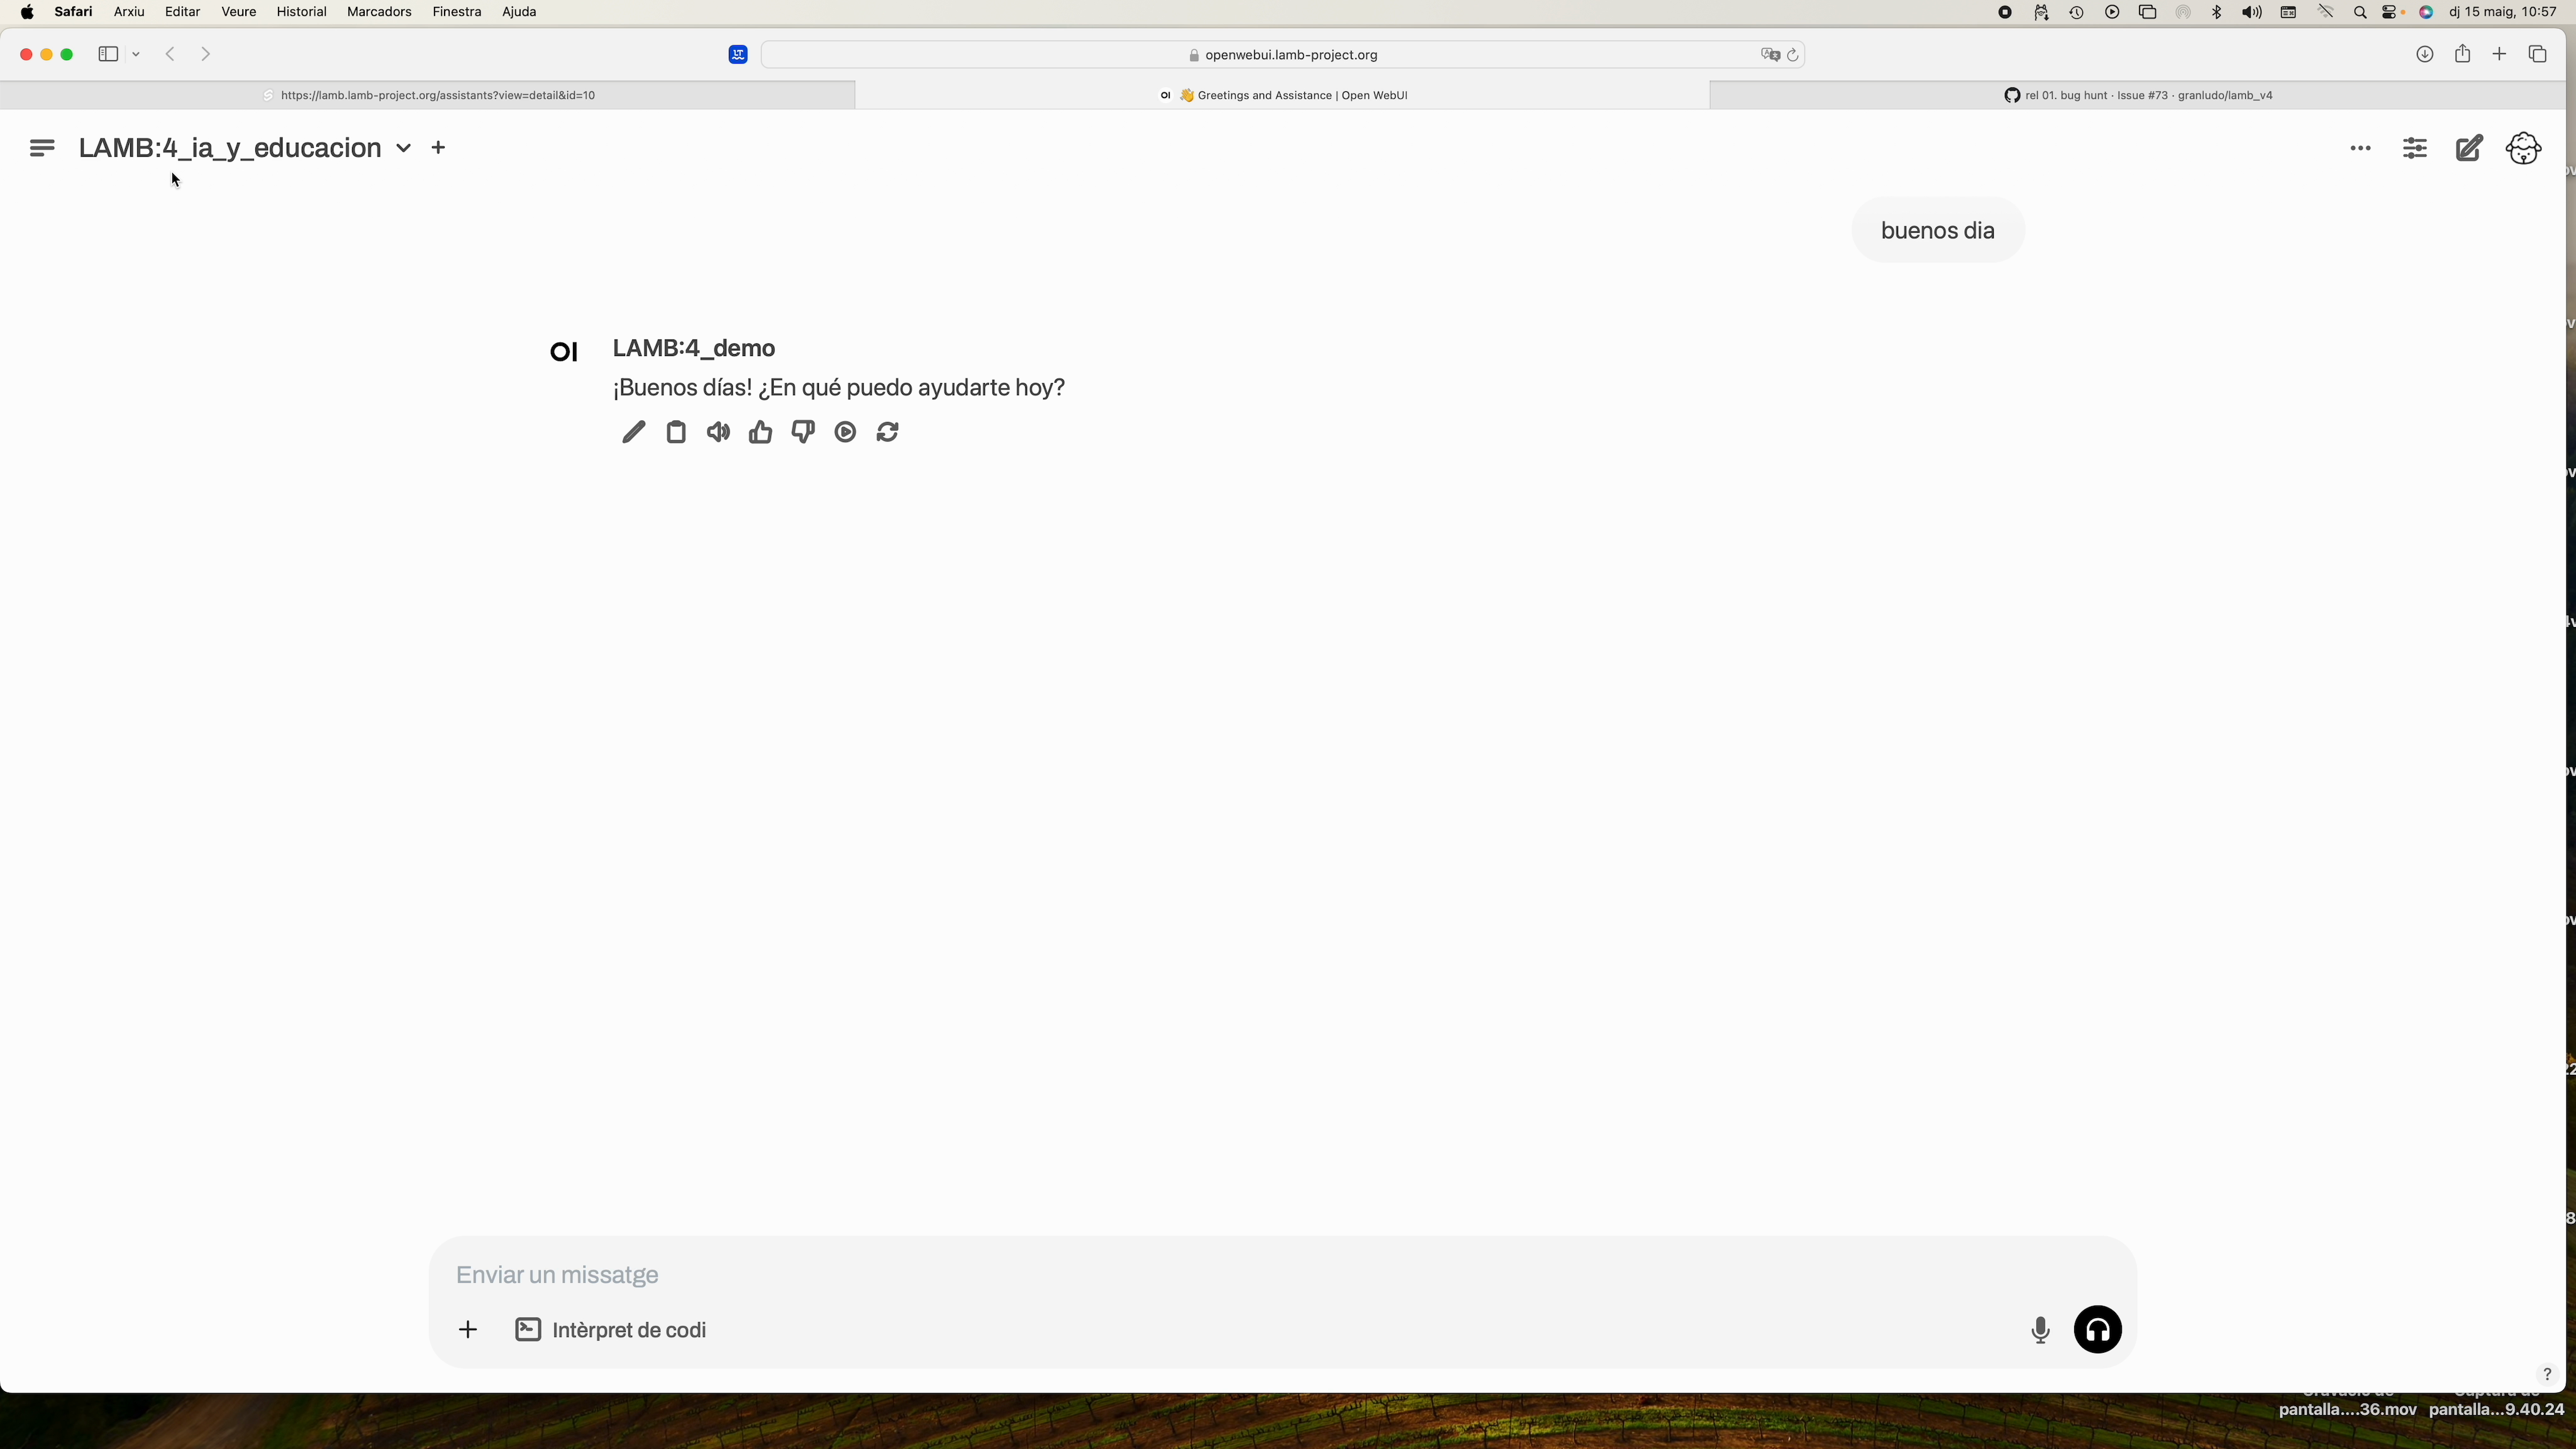 Safari Arxiu Editar Veure Historial Marcadors Finestra Ajuda dj 15 maig, 10:57
openwebui.lamb-project.org
https://lamb.lamb-project.org/assistants?view=detail&id=10
OI 👋 Greetings and Assistance | Open WebUI
rel 01. bug hunt · Issue #73 · granludo/lamb_v4
LAMB:4_ia_y_educacion
buenos dia
OI LAMB:4_demo
¡Buenos días! ¿En qué puedo ayudarte hoy?
Enviar un missatge
Intèrpret de codi
?
pantalla....36.mov pantalla...9.40.24